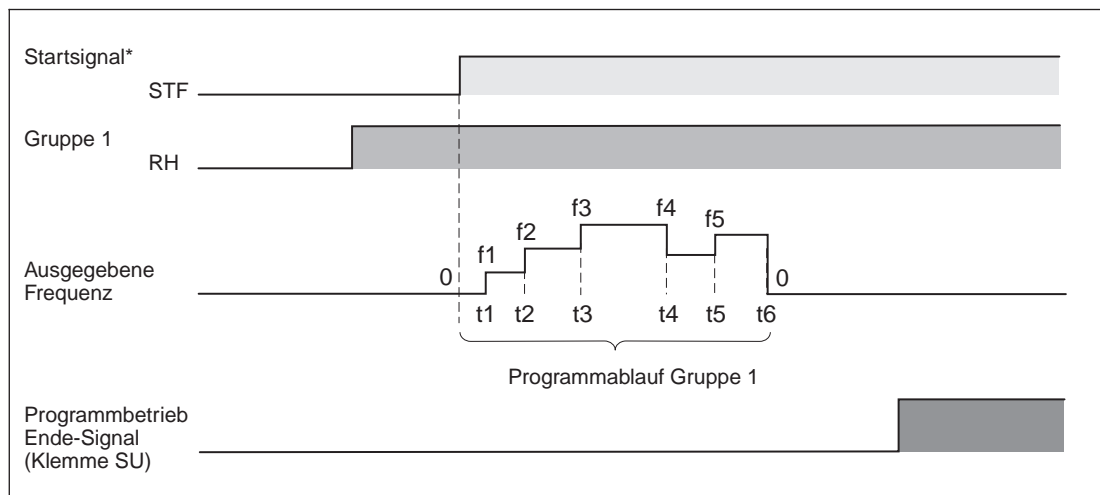 Startsignal*
STF
Gruppe 1
RH
f1
f2
f3
f4
f5
Ausgegebene
Frequenz
0
0
t1
t2
t3
t4
t5
t6
Programmablauf Gruppe 1
Programmbetrieb
Ende-Signal
(Klemme SU)